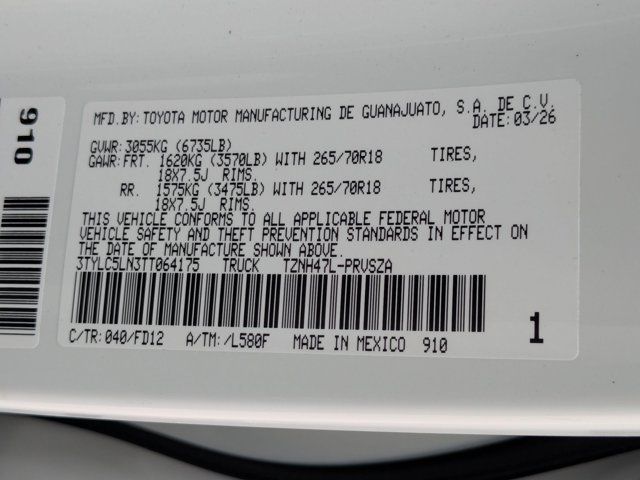 MFD.BY:TOYOTA MOTOR MANUFACTURING DE GUANAJUATO, S.A. DE C.V.
DATE:03/26
GVWR:3055KG (6735LB)
GAWR:FRT. 1620KG (3570LB) WITH 265/70R18 TIRES,
18X7.5J RIMS.
RR. 1575KG (3475LB) WITH 265/70R18 TIRES,
18X7.5J RIMS.
THIS VEHICLE CONFORMS TO ALL APPLICABLE FEDERAL MOTOR
VEHICLE SAFETY AND THEFT PREVENTION STANDARDS IN EFFECT ON
THE DATE OF MANUFACTURE SHOWN ABOVE.
3TYLC5LN3TT064175 TRUCK TZNH47L-PRVSZA
C/TR:040/FD12 A/TM:/L580F MADE IN MEXICO 910
1
910